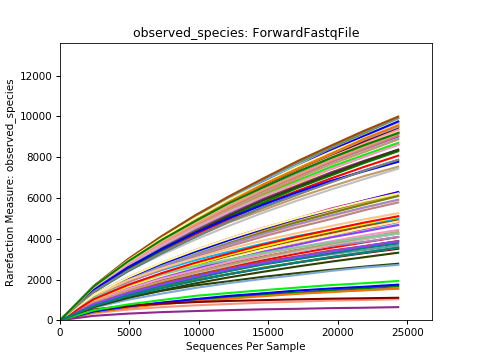 observed_species: ForwardFastqFile
Rarefaction Measure: observed_species
12000
10000
8000
6000
4000
2000
0
0 5000 10000 15000 20000 25000
Sequences Per Sample